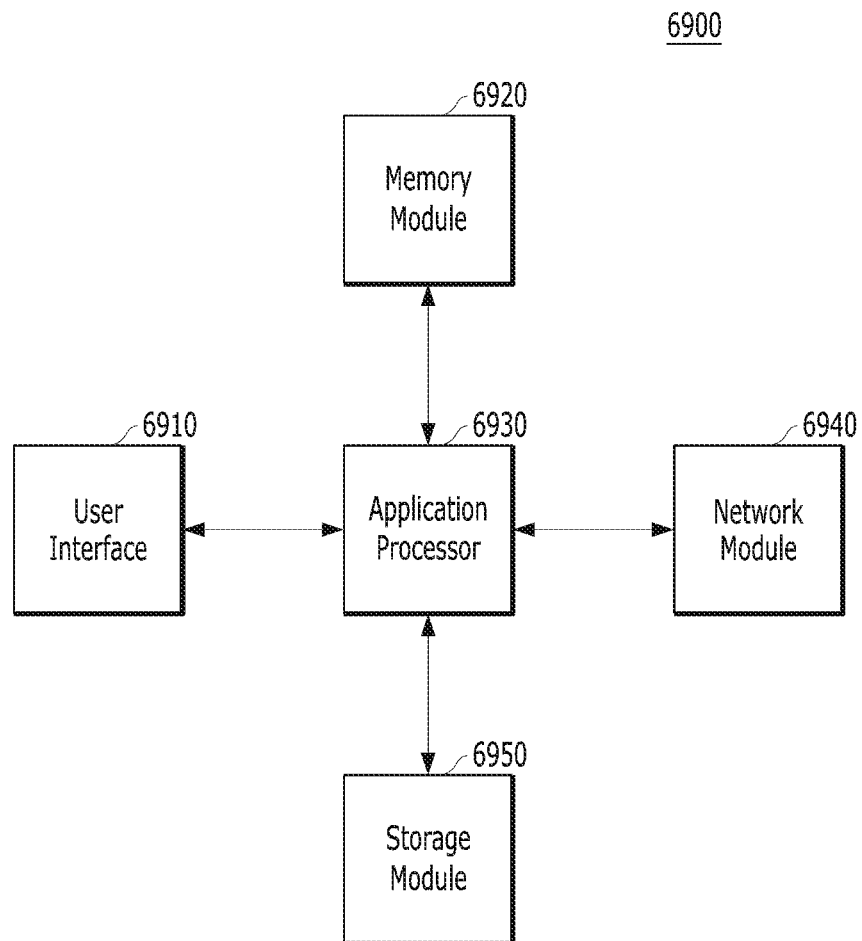 6900
6920
Memory
Module
6910
User
Interface
6930
Application
Processor
6940
Network
Module
6950
Storage
Module